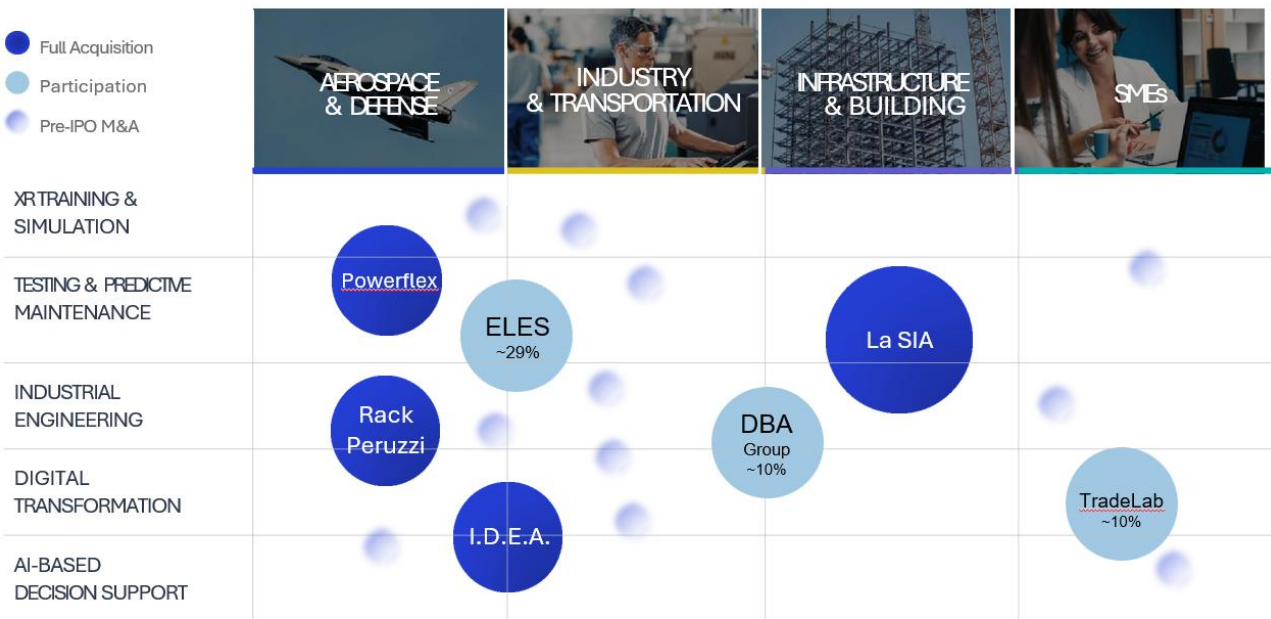 Full Acquisition
Participation
Pre-IPO M&A
AEROSPACE
& DEFENSE
INDUSTRY
& TRANSPORTATION
INFRASTRUCTURE
& BUILDING
SMEs
XR TRAINING &
SIMULATION
TESTING & PREDICTIVE
MAINTENANCE
INDUSTRIAL
ENGINEERING
DIGITAL
TRANSFORMATION
AI-BASED
DECISION SUPPORT
Powerflex
ELES
~29%
La SIA
Rack
Peruzzi
DBA
Group
~10%
I.D.E.A.
TradeLab
~10%